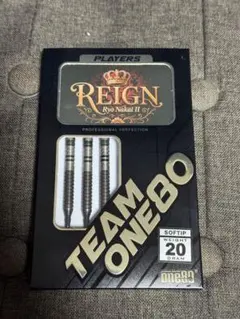 PLAYERS
REIGN
Ryo Nakai II
PROFESSIONAL PERFECTION
TEAM
ONE80
SOFTIP
WEIGHT
20
GRAM
one80